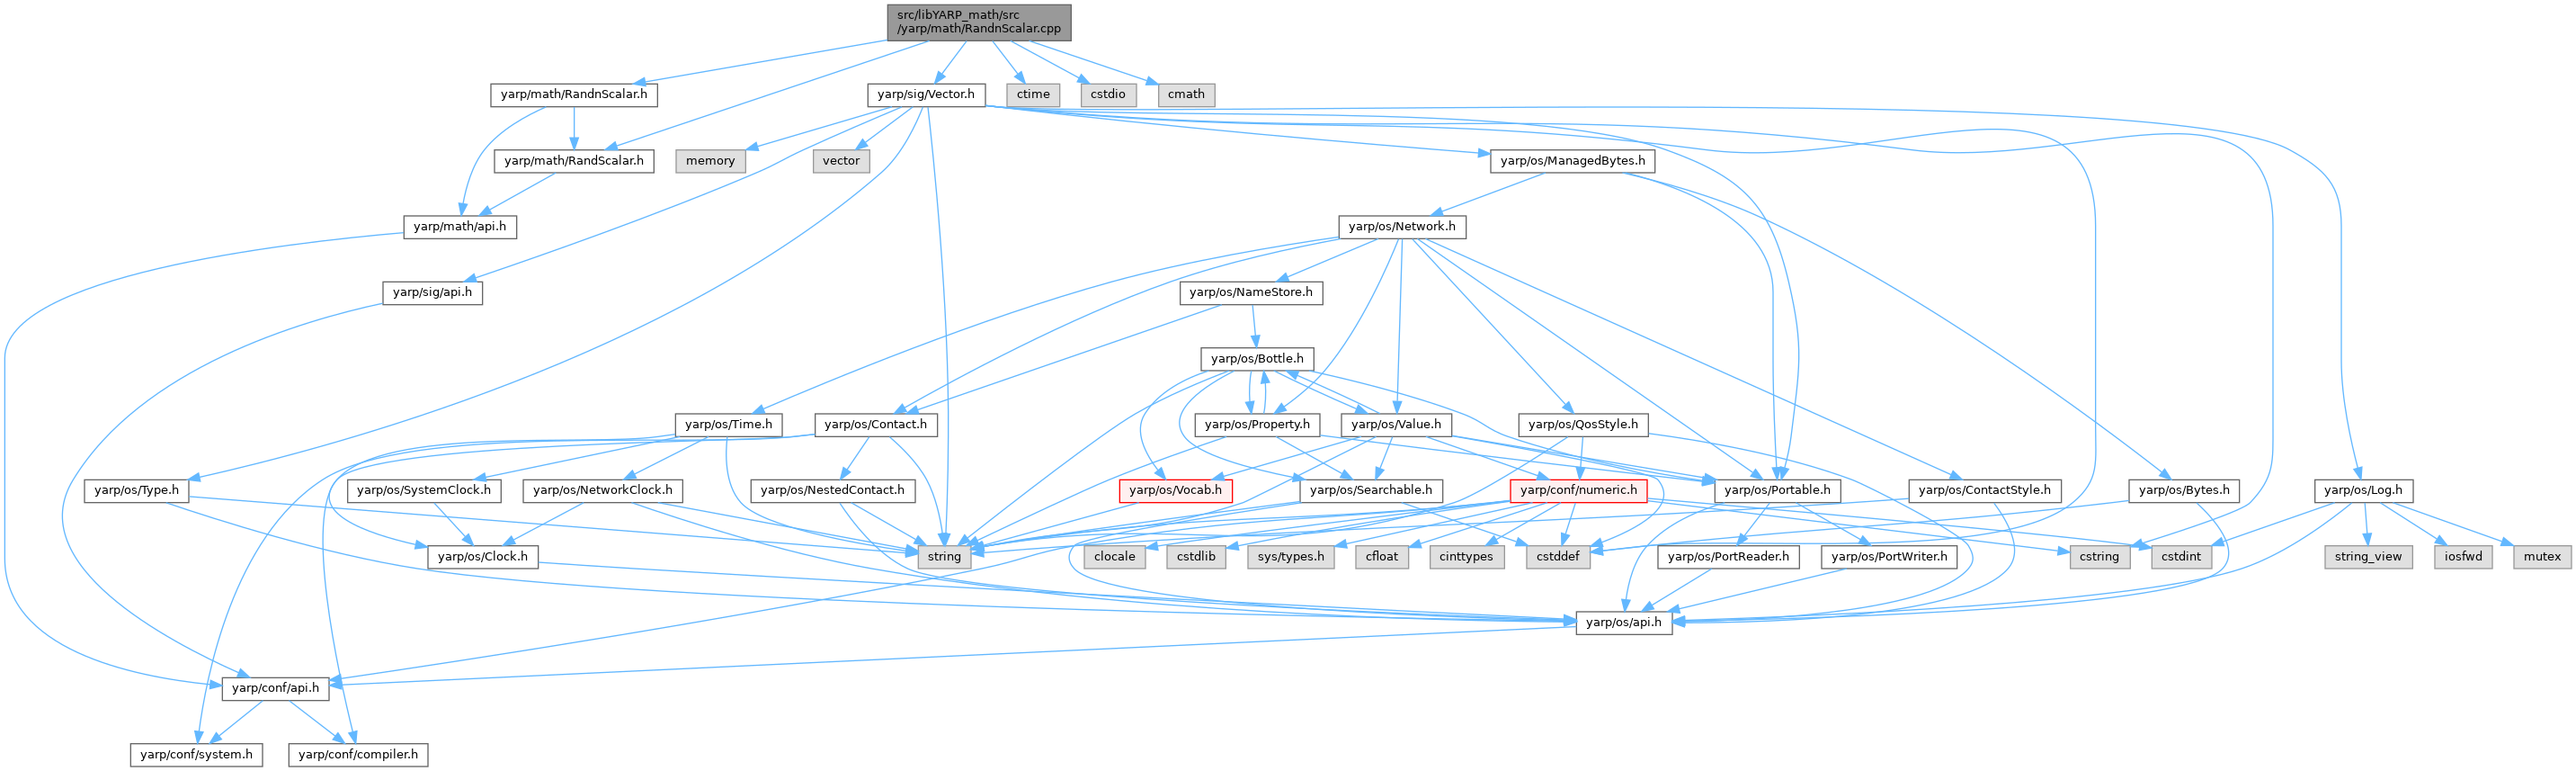 src/libYARP_math/src
/yarp/math/RandnScalar.cpp
yarp/math/RandnScalar.h
yarp/sig/Vector.h
ctime
cstdio
cmath
yarp/math/RandScalar.h
memory
vector
yarp/os/ManagedBytes.h
yarp/math/api.h
yarp/os/Network.h
yarp/sig/api.h
yarp/os/NameStore.h
yarp/os/Bottle.h
yarp/os/Time.h
yarp/os/Contact.h
yarp/os/Property.h
yarp/os/Value.h
yarp/os/QosStyle.h
yarp/os/Type.h
yarp/os/SystemClock.h
yarp/os/NetworkClock.h
yarp/os/NestedContact.h
yarp/os/Vocab.h
yarp/os/Searchable.h
yarp/conf/numeric.h
yarp/os/Portable.h
yarp/os/ContactStyle.h
yarp/os/Bytes.h
yarp/os/Log.h
yarp/os/Clock.h
string
clocale
cstdlib
sys/types.h
cfloat
cinttypes
cstddef
yarp/os/PortReader.h
yarp/os/PortWriter.h
cstring
cstdint
string_view
iosfwd
mutex
yarp/os/api.h
yarp/conf/api.h
yarp/conf/system.h
yarp/conf/compiler.h